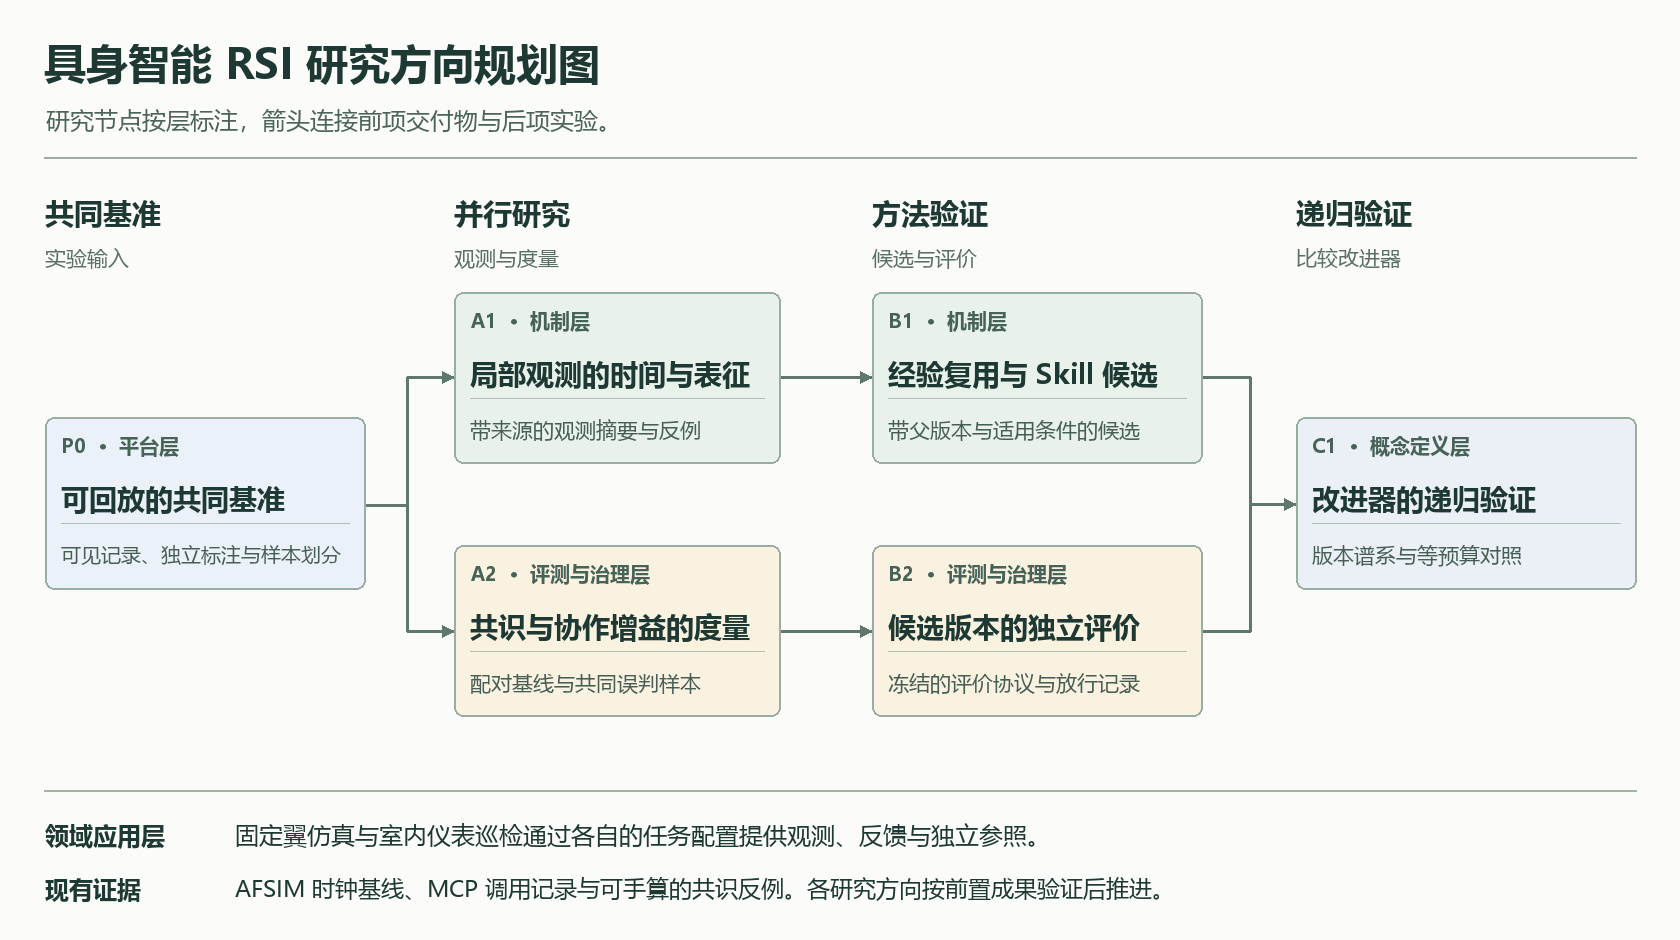 具身智能 RSI 研究方向规划图
研究节点按层标注，箭头连接前项交付物与后项实验。
共同基准
实验输入
并行研究
观测与度量
方法验证
候选与评价
递归验证
比较改进器
P0 • 平台层
可回放的共同基准
可见记录、独立标注与样本划分
A1 • 机制层
局部观测的时间与表征
带来源的观测摘要与反例
A2 • 评测与治理层
共识与协作增益的度量
配对基线与共同误判样本
B1 • 机制层
经验复用与 Skill 候选
带父版本与适用条件的候选
B2 • 评测与治理层
候选版本的独立评价
冻结的评价协议与放行记录
C1 • 概念定义层
改进器的递归验证
版本谱系与等预算对照
领域应用层 固定翼仿真与室内仪表巡检通过各自的任务配置提供观测、反馈与独立参照。
现有证据 AFSIM 时钟基线、MCP 调用记录与可手算的共识反例。各研究方向按前置成果验证后推进。